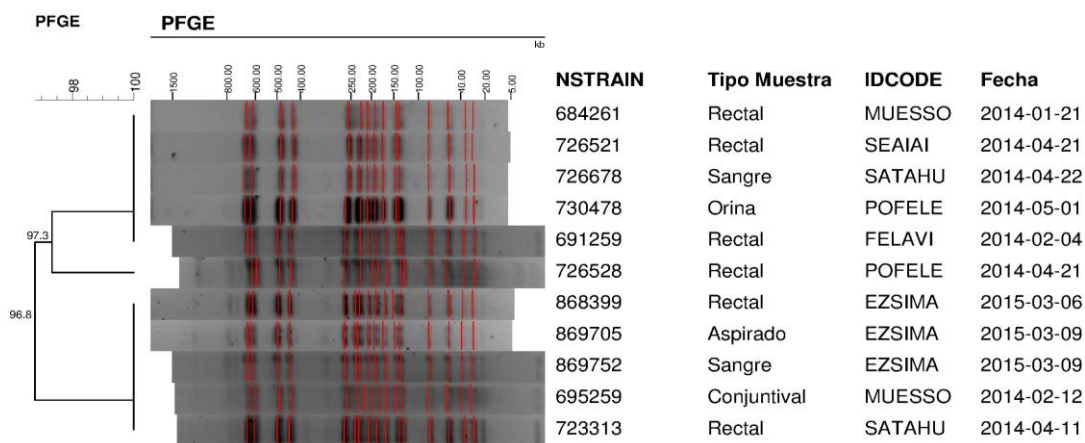 PFGE PFGE
kb
98 100 1500 800.00 600.00 500.00 400.00 250.00 200.00 150.00 100.00 40.00 20.00 5.00
NSTRAIN Tipo Muestra IDCODE Fecha
684261 Rectal MUESSO 2014-01-21
726521 Rectal SEAIAI 2014-04-21
726678 Sangre SATAHU 2014-04-22
730478 Orina POFELE 2014-05-01
97.3 691259 Rectal FELAVI 2014-02-04
726528 Rectal POFELE 2014-04-21
96.8 868399 Rectal EZSIMA 2015-03-06
869705 Aspirado EZSIMA 2015-03-09
869752 Sangre EZSIMA 2015-03-09
695259 Conjuntival MUESSO 2014-02-12
723313 Rectal SATAHU 2014-04-11